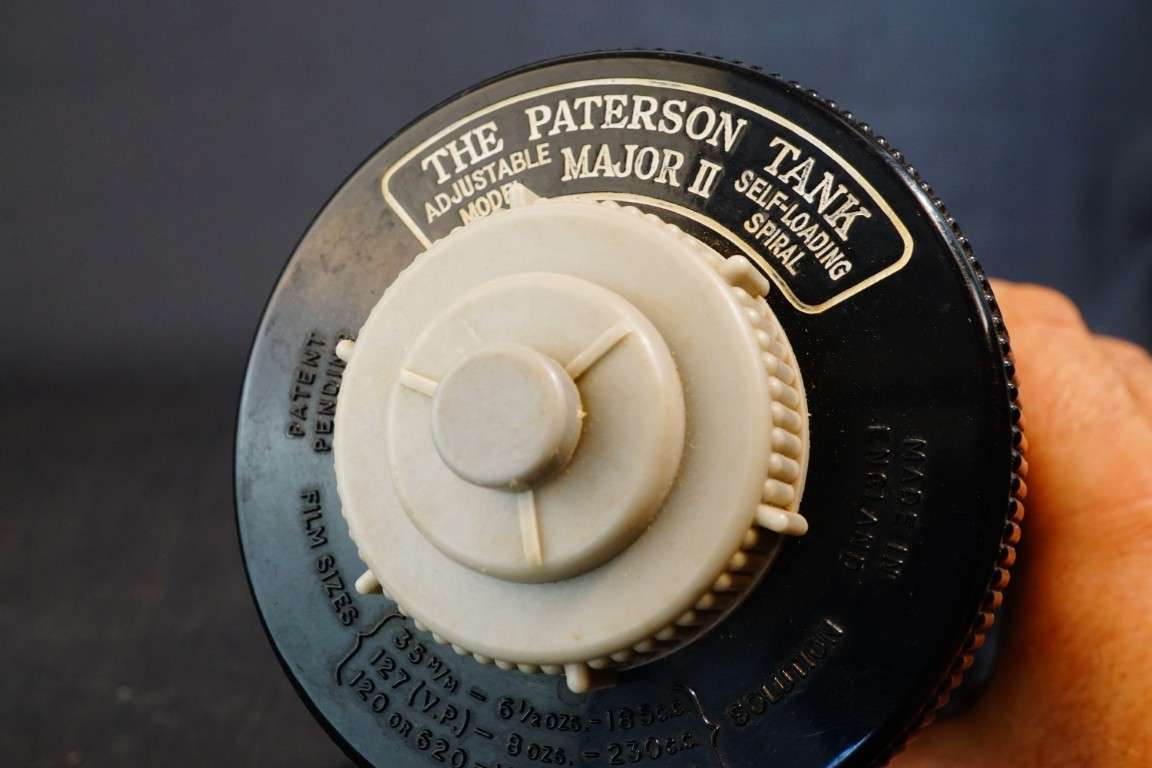 THE PATERSON TANK
ADJUSTABLE
MODEL
MAJOR II
SELF-LOADING
SPIRAL
PATENT
PENDING
MADE IN
ENGLAND
FILM SIZES
35 M/M – 6½ OZS. – 185 C.C.
127 (V.P.) – 8 OZS. – 230 C.C.
120 OR 620 –
SOLUTION